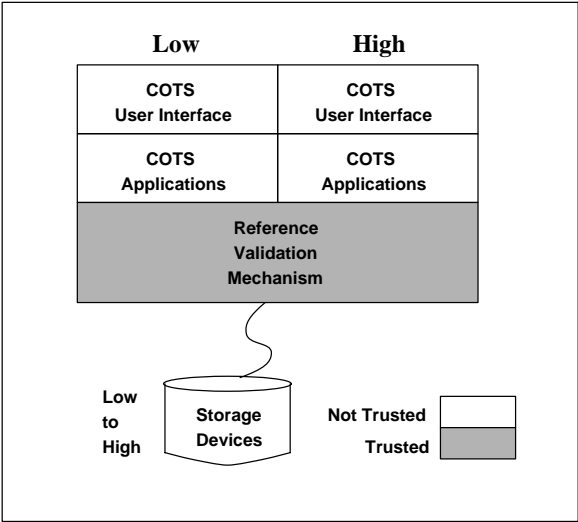 Low High
COTS
User Interface
COTS
User Interface
COTS
Applications
COTS
Applications
Reference
Validation
Mechanism
Low
to
High
Storage
Devices
Not Trusted
Trusted